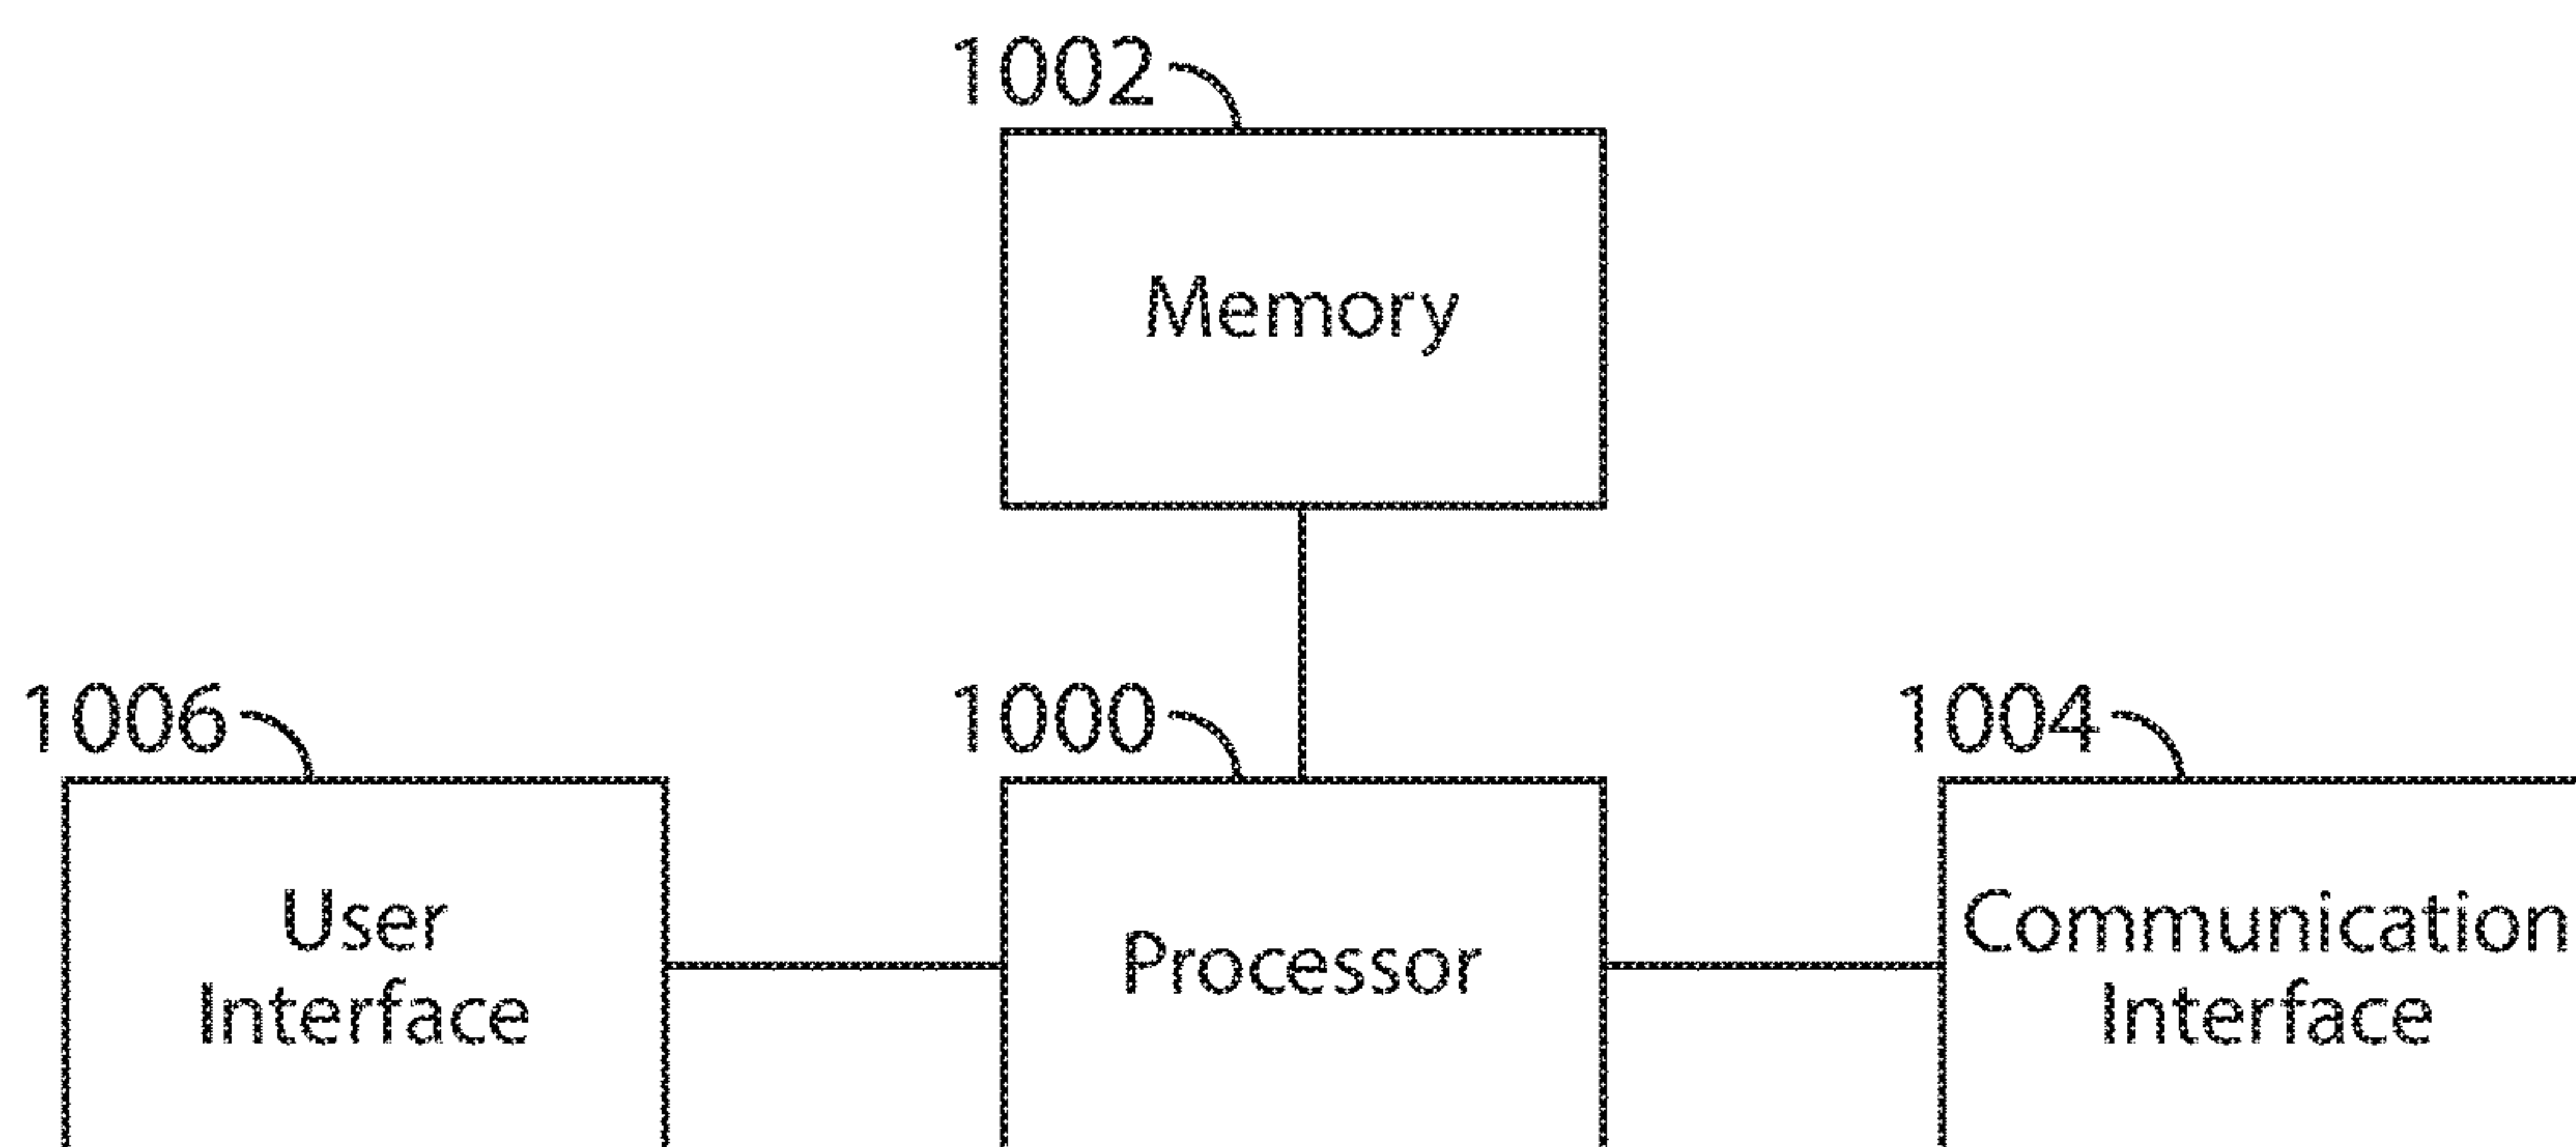 1002
Memory
1006
1000
1004
User
Interface
Processor
Communication
Interface